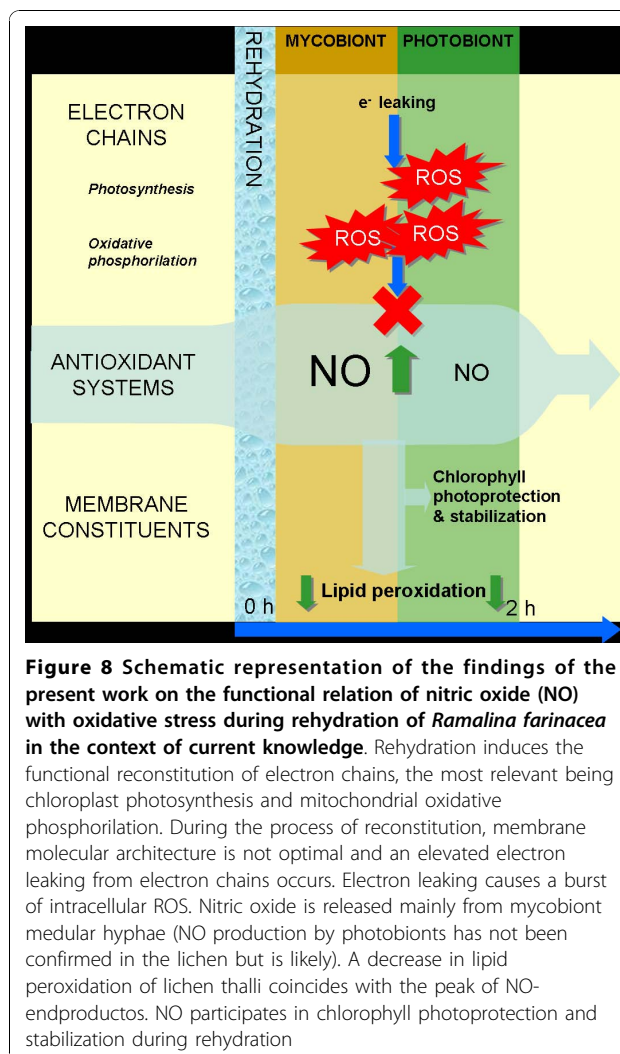 REHYDRATION
MYCOBIONT
PHOTOBIONT
ELECTRON
CHAINS
e- leaking
Photosynthesis
ROS
Oxidative
phosphorilation
ROS
ROS
ANTIOXIDANT
SYSTEMS
NO
NO
MEMBRANE
CONSTITUENTS
Chlorophyll
photoprotection
& stabilization
Lipid peroxidation
0 h
2 h
Figure 8 Schematic representation of the findings of the
present work on the functional relation of nitric oxide (NO)
with oxidative stress during rehydration of Ramalina farinacea
in the context of current knowledge. Rehydration induces the
functional reconstitution of electron chains, the most relevant being
chloroplast photosynthesis and mitochondrial oxidative
phosphorilation. During the process of reconstitution, membrane
molecular architecture is not optimal and an elevated electron
leaking from electron chains occurs. Electron leaking causes a burst
of intracellular ROS. Nitric oxide is released mainly from mycobiont
medular hyphae (NO production by photobionts has not been
confirmed in the lichen but is likely). A decrease in lipid
peroxidation of lichen thalli coincides with the peak of NO-
endproductos. NO participates in chlorophyll photoprotection and
stabilization during rehydration